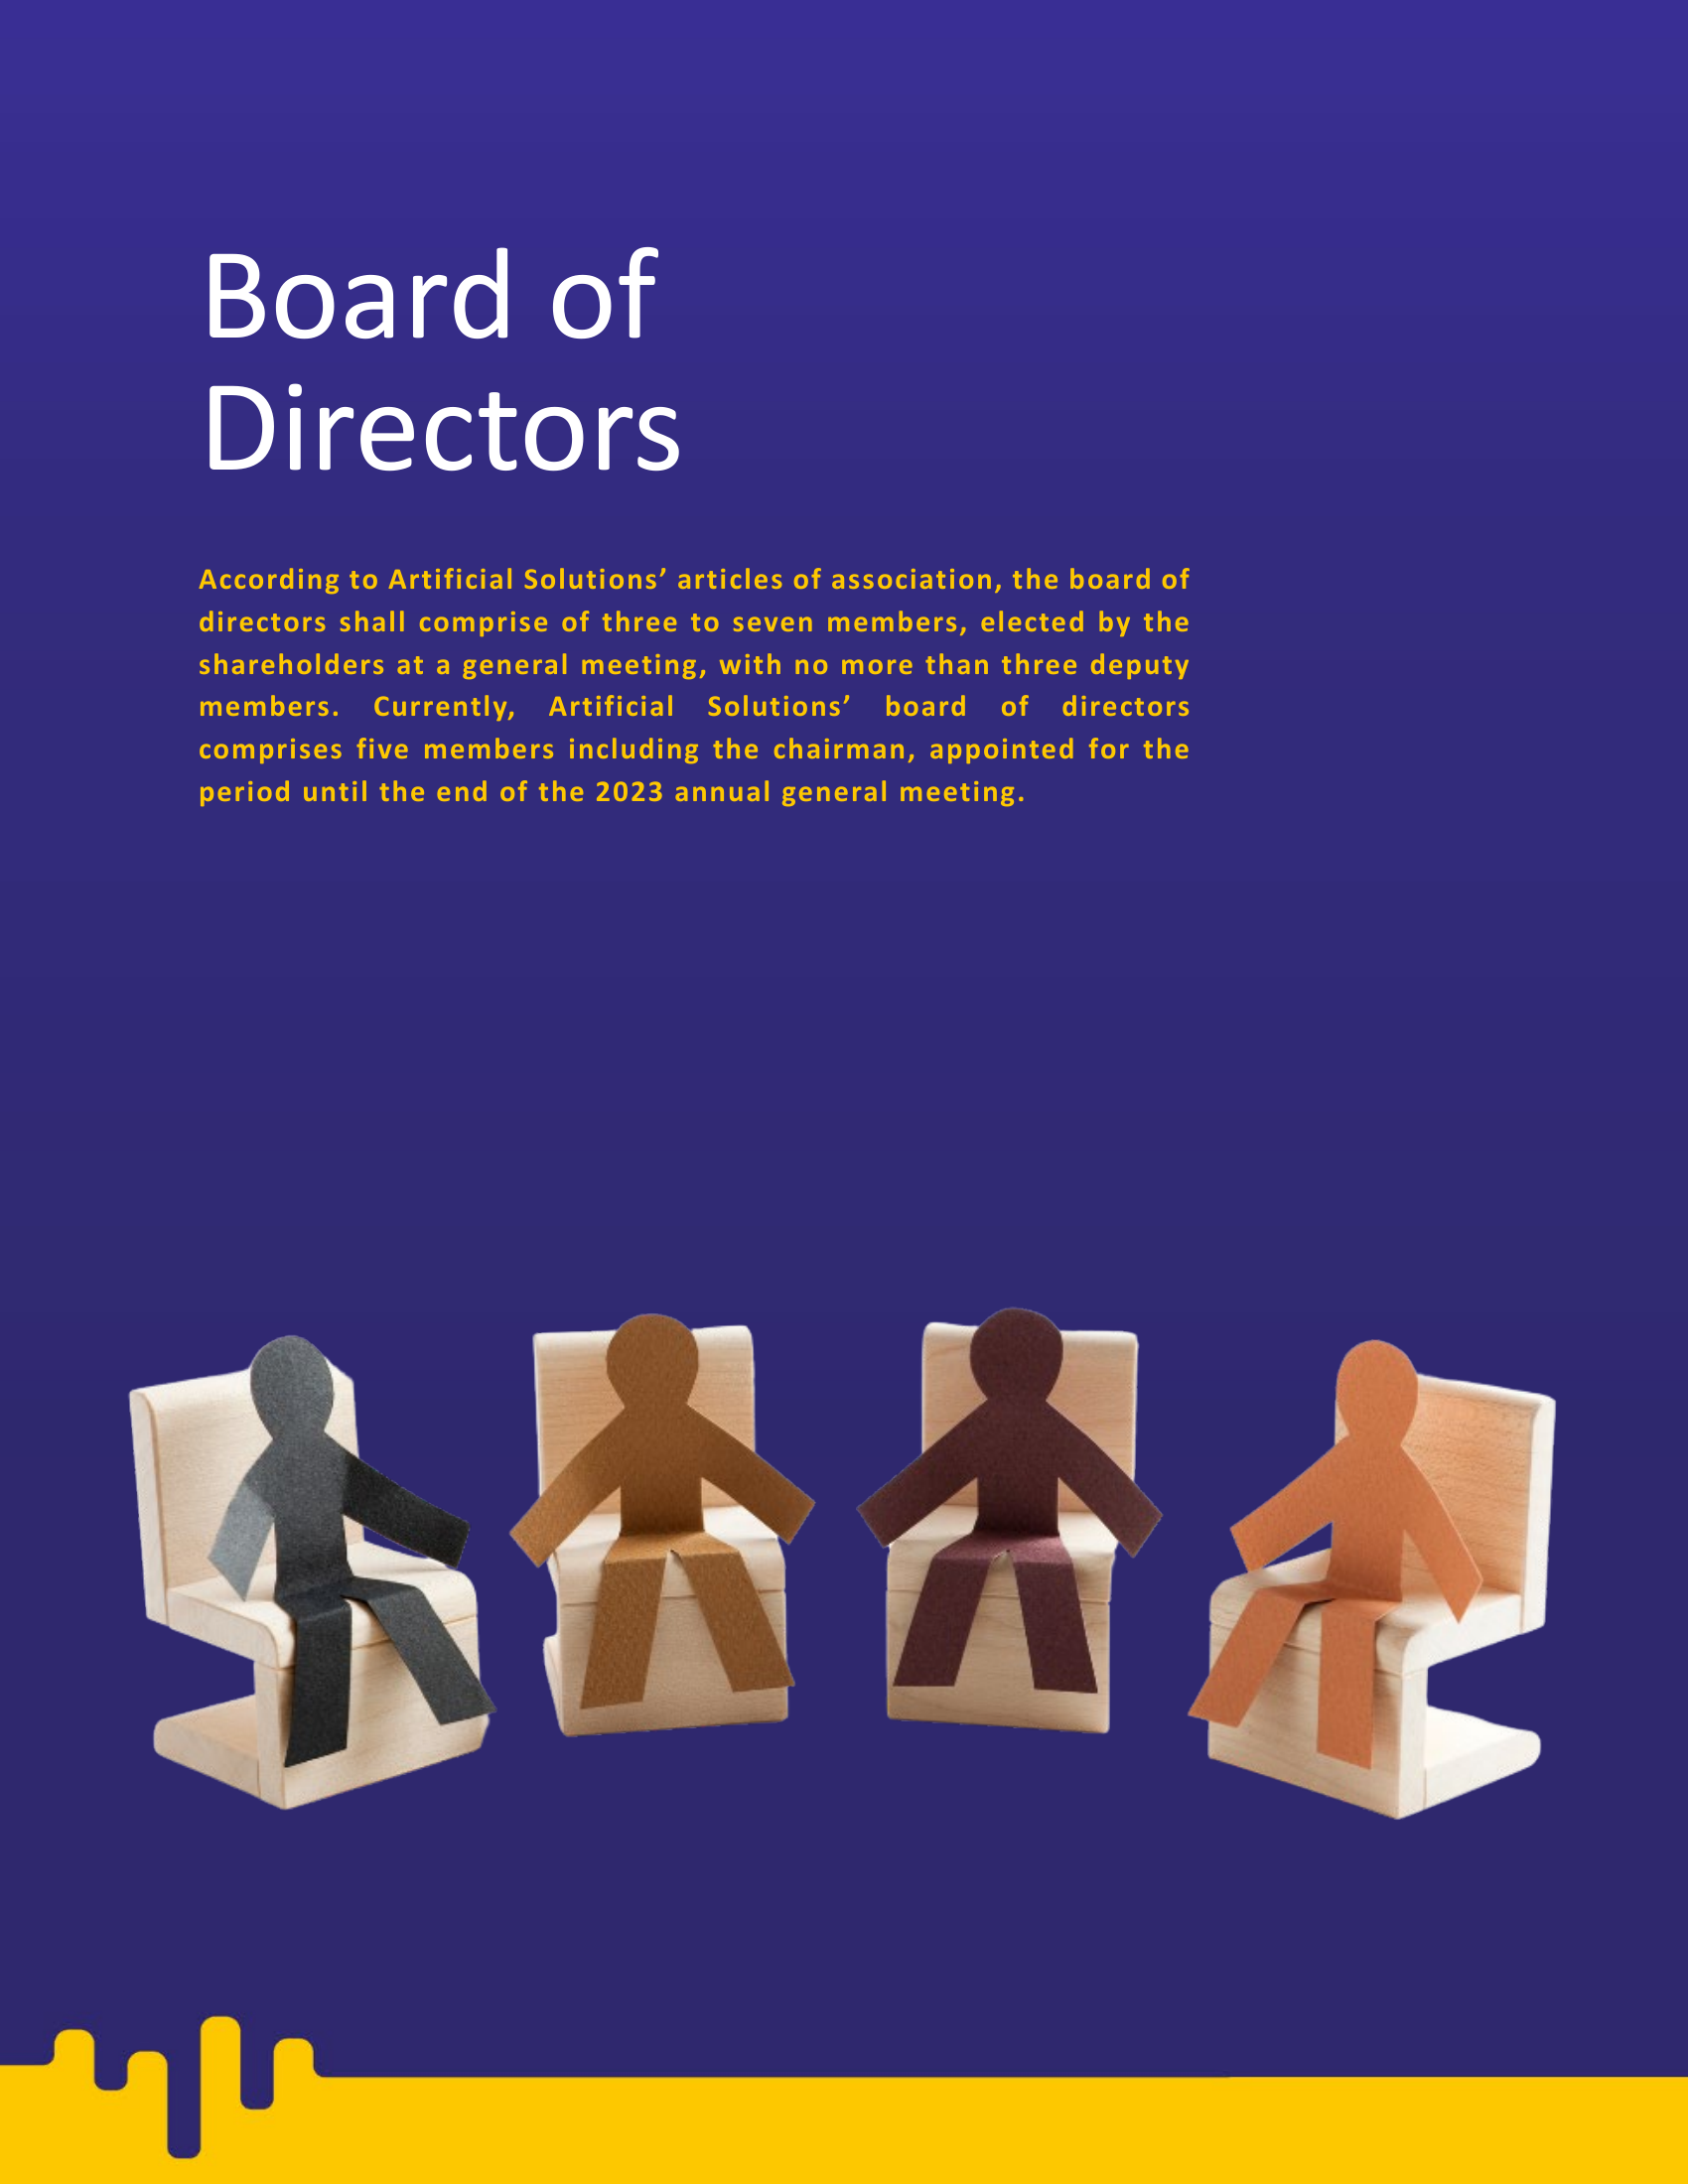 Board of
Directors
According to Artificial Solutions’ articles of association, the board of
directors shall comprise of three to seven members, elected by the
shareholders at a general meeting, with no more than three deputy
members. Currently, Artificial Solutions’ board of directors
comprises five members including the chairman, appointed for the
period until the end of the 2023 annual general meeting.